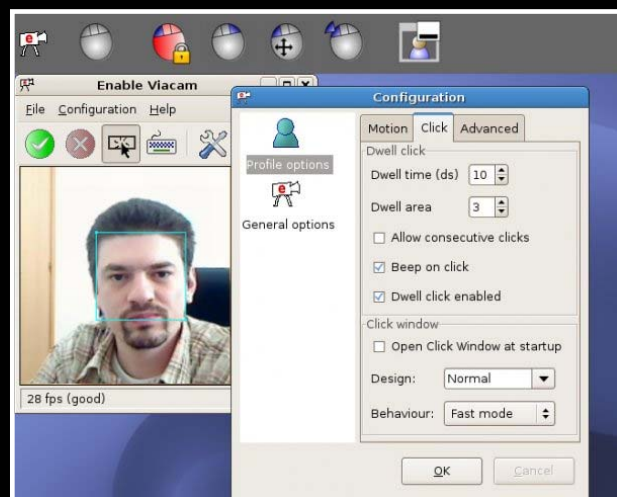 Enable Viacam
File Configuration Help
28 fps (good)
Configuration
Profile options
General options
Motion Click Advanced
Dwell click
Dwell time (ds) 10
Dwell area 3
Allow consecutive clicks
Beep on click
Dwell click enabled
Click window
Open Click Window at startup
Design: Normal
Behaviour: Fast mode
OK Cancel